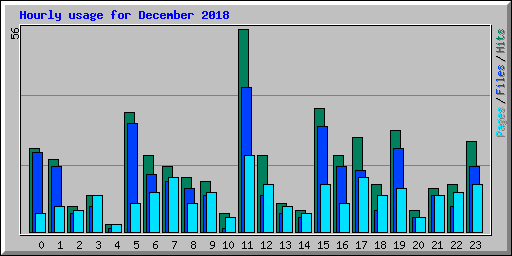 Hourly usage for December 2018
56
Pages/Files/Hits
0 1 2 3 4 5 6 7 8 9 10 11 12 13 14 15 16 17 18 19 20 21 22 23